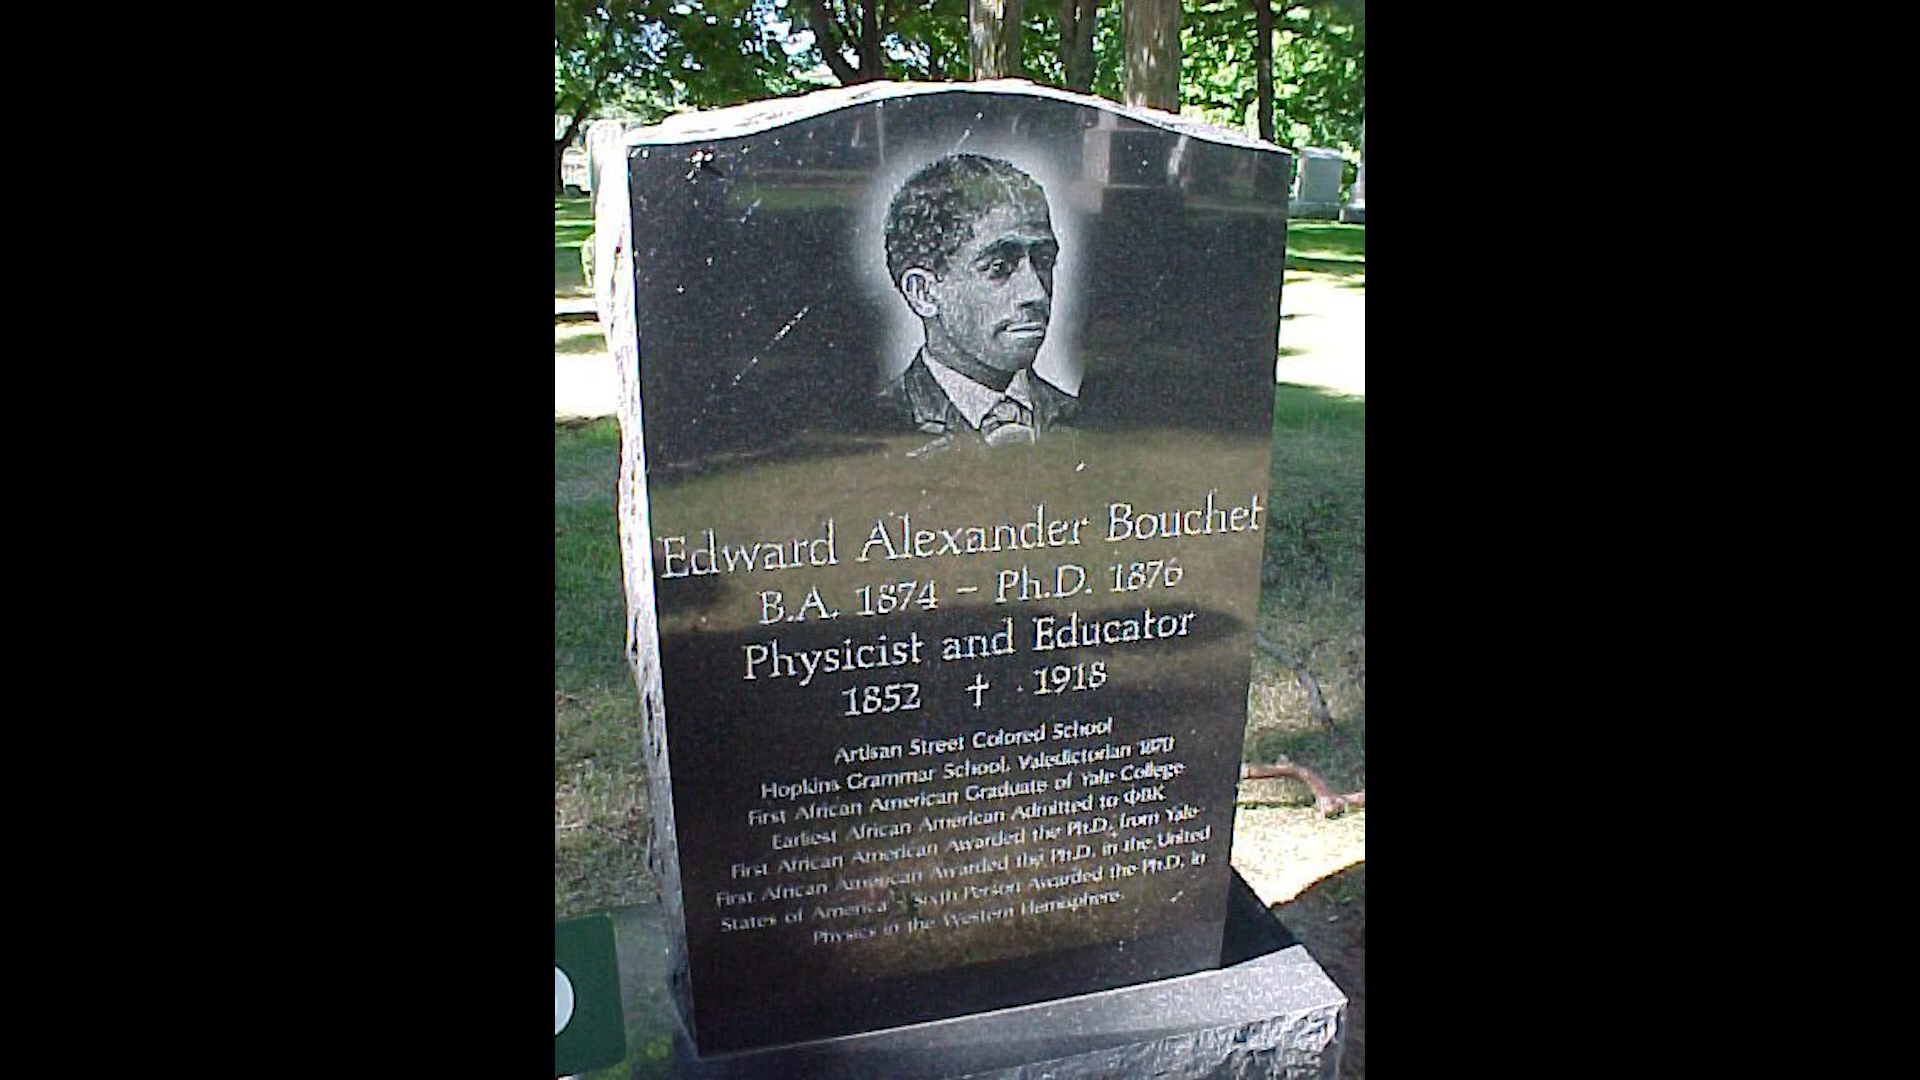 Edward Alexander Bouchet
B.A. 1874 – Ph.D. 1876
Physicist and Educator
1852 † 1918
Artisan Street Colored School
Hopkins Grammar School, Valedictorian 1870
First African American Graduate of Yale College
Earliest African American Admitted to ΦBK
First African American Awarded the Ph.D. from Yale
First African American Awarded the Ph.D. in the United
States of America - Sixth Person Awarded the Ph.D. in
Physics in the Western Hemisphere.